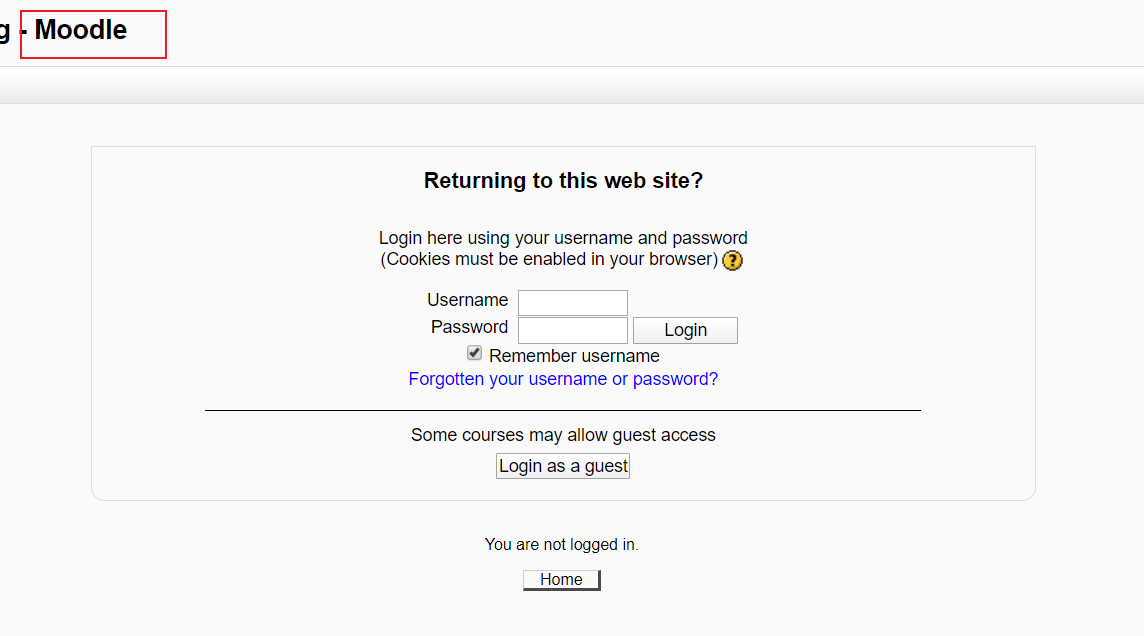 g - Moodle
Returning to this web site?
Login here using your username and password
(Cookies must be enabled in your browser) ?
Username
Password Login
Remember username
Forgotten your username or password?
Some courses may allow guest access
Login as a guest
You are not logged in.
Home